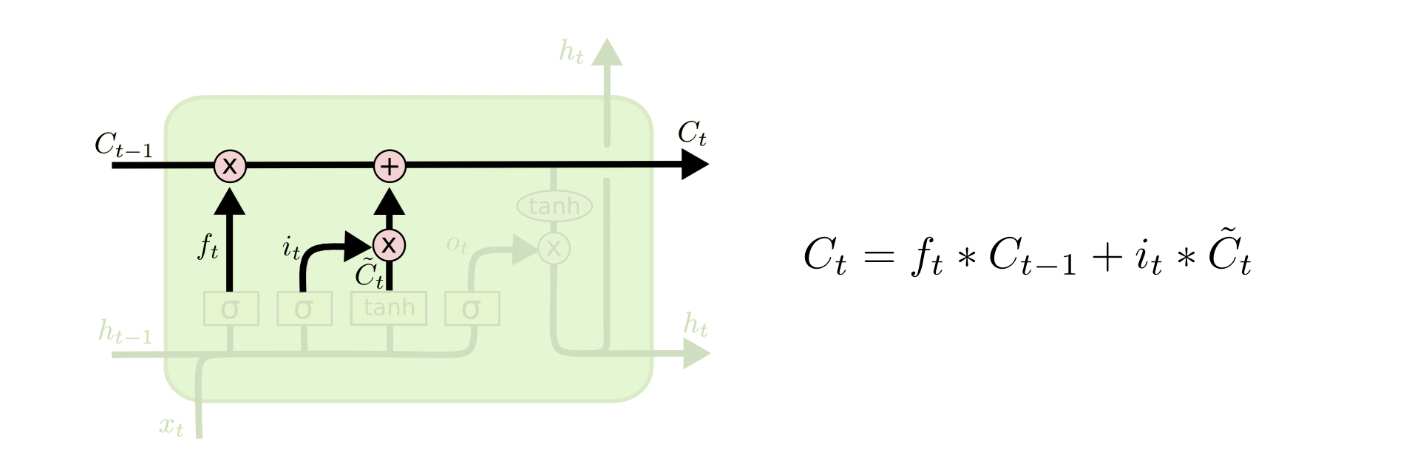 h_t
C_{t-1} C_t
x +
tanh
f_t i_t x o_t x
C̃_t
C_t = f_t * C_{t-1} + i_t * C̃_t
σ σ tanh σ
h_{t-1} h_t
x_t